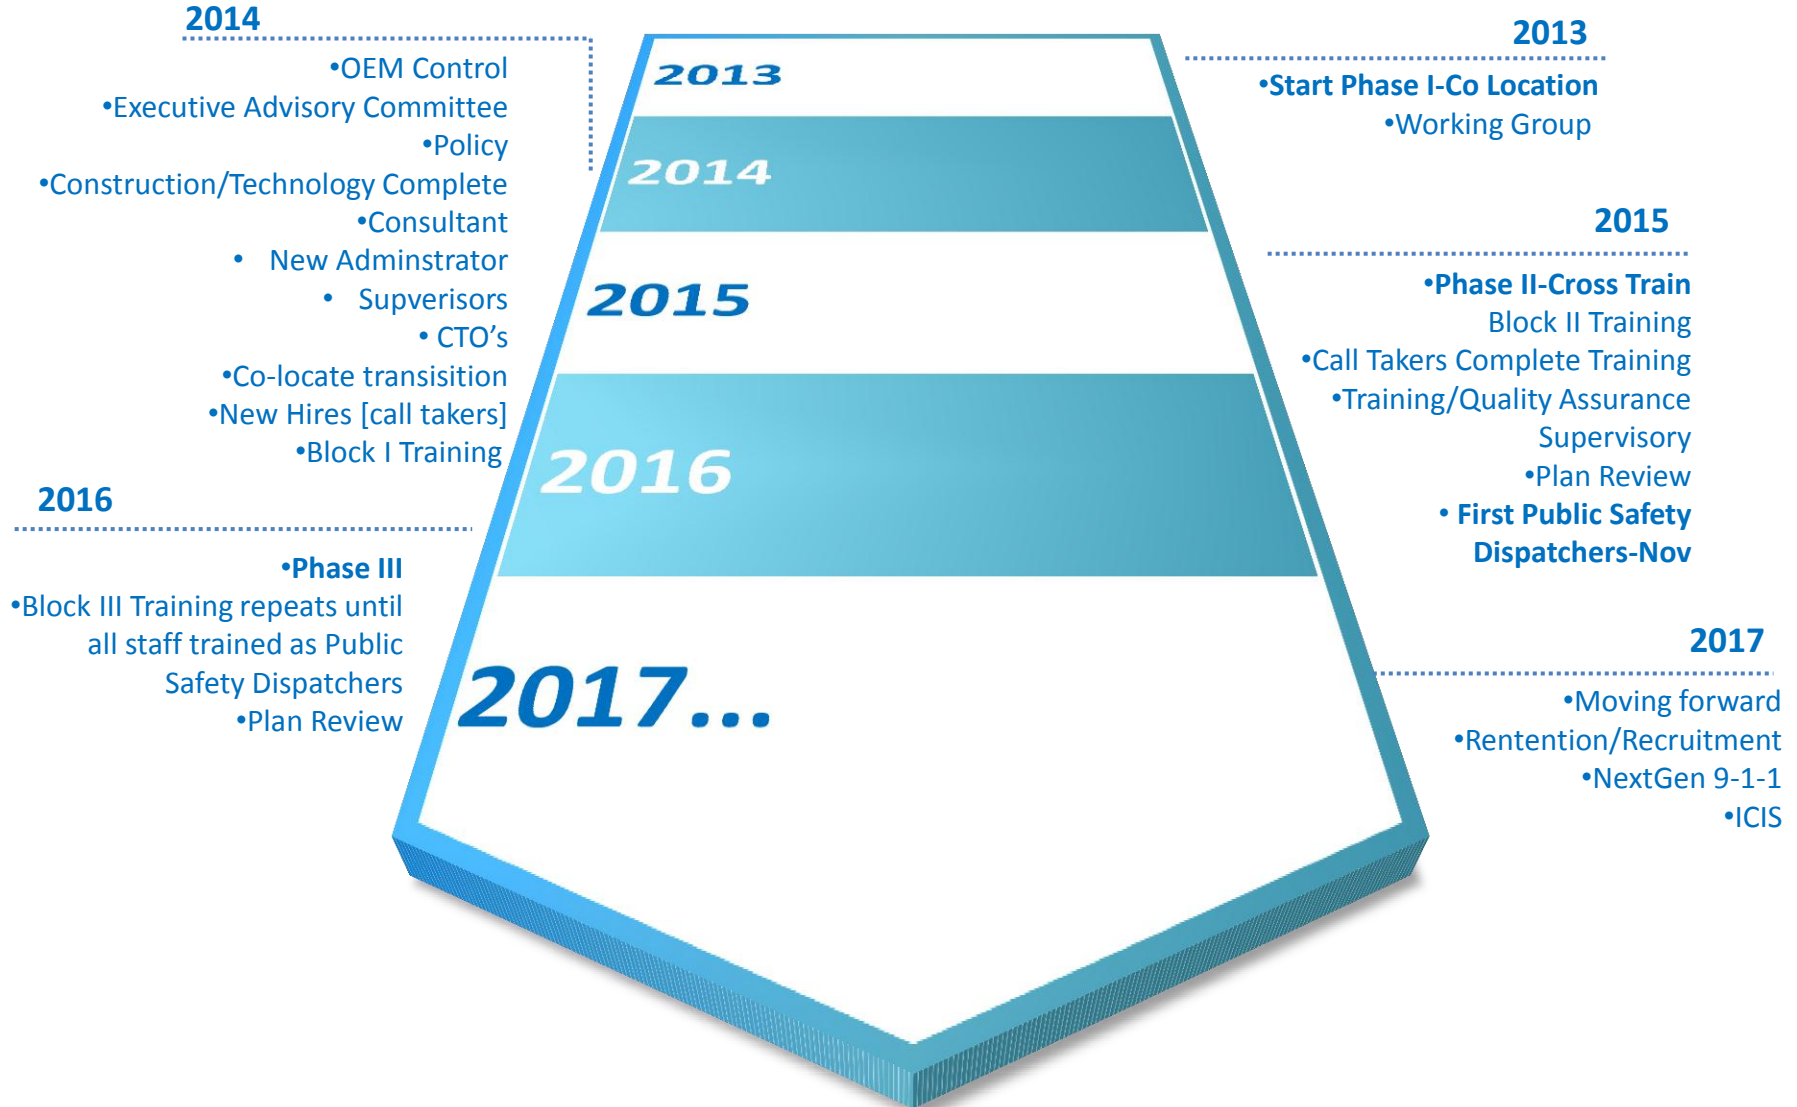 2014
•OEM Control
•Executive Advisory Committee
•Policy
•Construction/Technology Complete
•Consultant
• New Adminstrator
• Supverisors
• CTO's
•Co-locate transisition
•New Hires [call takers]
•Block I Training
2016
•Phase III
•Block III Training repeats until
all staff trained as Public
Safety Dispatchers
•Plan Review
2013
2014
2015
2016
2017...
2013
•Start Phase I-Co Location
•Working Group
2015
•Phase II-Cross Train
Block II Training
•Call Takers Complete Training
•Training/Quality Assurance
Supervisory
•Plan Review
• First Public Safety
Dispatchers-Nov
2017
•Moving forward
•Rentention/Recruitment
•NextGen 9-1-1
•ICIS